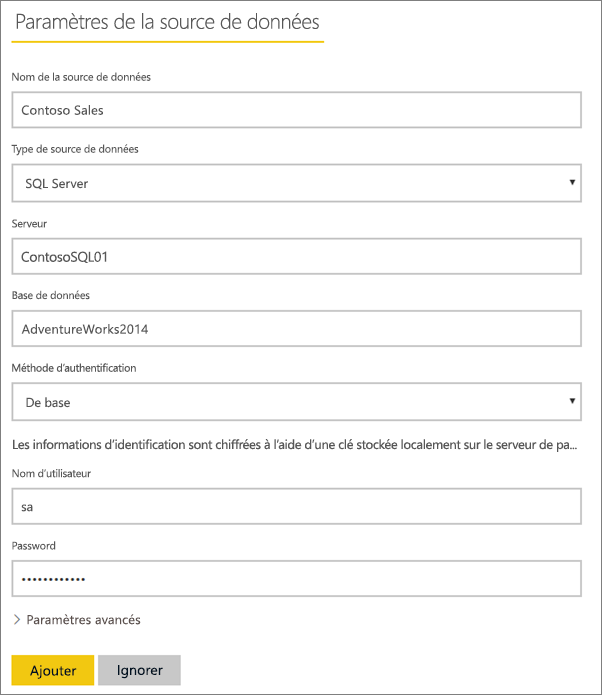 Paramètres de la source de données
Nom de la source de données
Contoso Sales
Type de source de données
SQL Server
Serveur
ContosoSQL01
Base de données
AdventureWorks2014
Méthode d’authentification
De base
Les informations d’identification sont chiffrées à l’aide d’une clé stockée localement sur le serveur de pa...
Nom d’utilisateur
sa
Password
••••••••••••
Paramètres avancés
Ajouter Ignorer